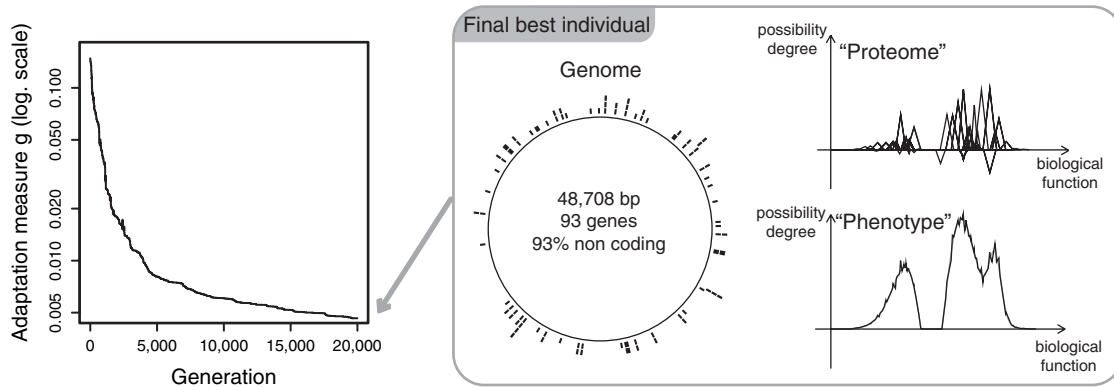 Adaptation measure g (log. scale)
0.100
0.050
0.020
0.010
0.005
0
5,000
10,000
15,000
20,000
Generation
Final best individual
Genome
48,708 bp
93 genes
93% non coding
possibility
degree
"Proteome"
biological
function
possibility
degree
"Phenotype"
biological
function